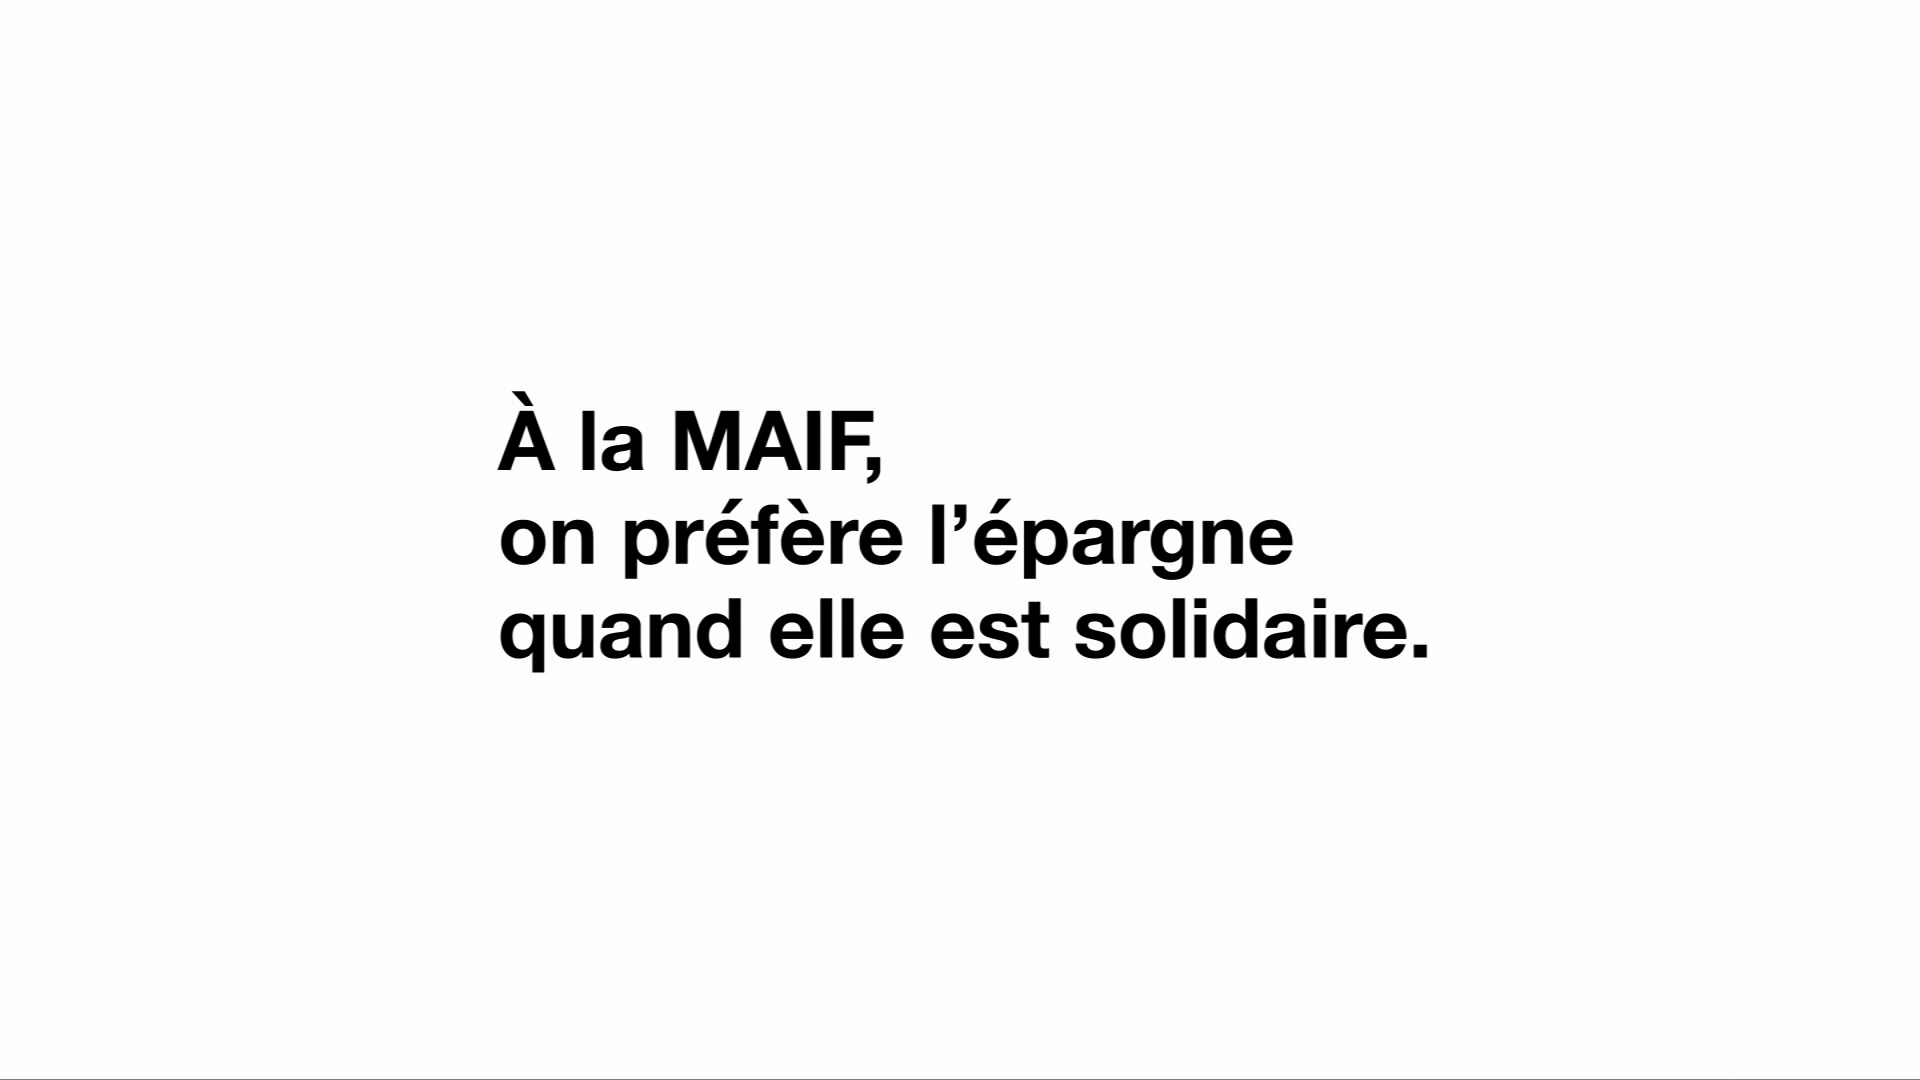 À la MAIF,
on préfère l’épargne
quand elle est solidaire.